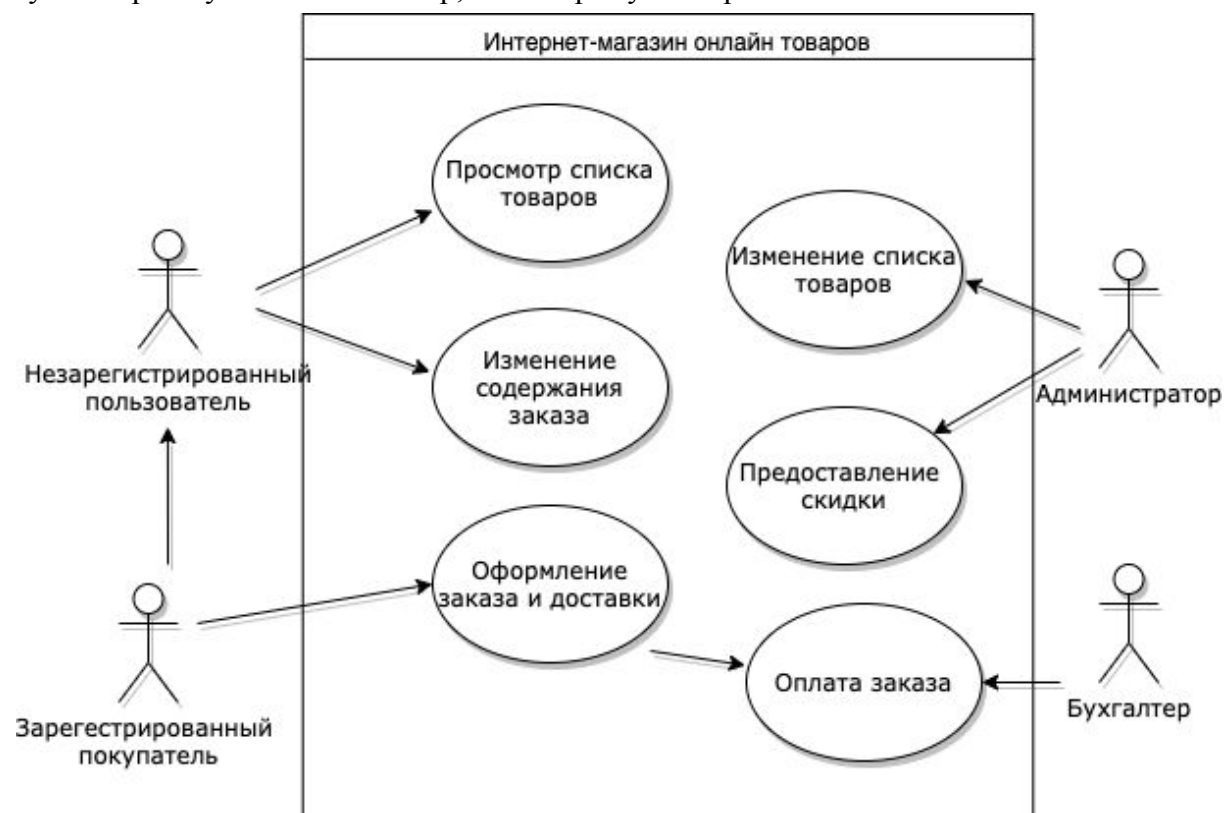 Интернет-магазин онлайн товаров
Просмотр списка
товаров
Изменение списка
товаров
Незарегистрированный
пользователь
Изменение
содержания
заказа
Администратор
Предоставление
скидки
Оформление
заказа и доставки
Оплата заказа
Бухгалтер
Зарегестрированный
покупатель